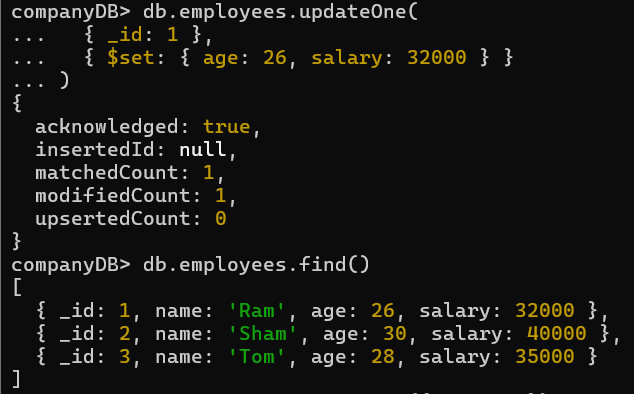 companyDB> db.employees.updateOne(
...   { _id: 1 },
...   { $set: { age: 26, salary: 32000 } }
... )
{
  acknowledged: true,
  insertedId: null,
  matchedCount: 1,
  modifiedCount: 1,
  upsertedCount: 0
}
companyDB> db.employees.find()
[
  { _id: 1, name: 'Ram', age: 26, salary: 32000 },
  { _id: 2, name: 'Sham', age: 30, salary: 40000 },
  { _id: 3, name: 'Tom', age: 28, salary: 35000 }
]